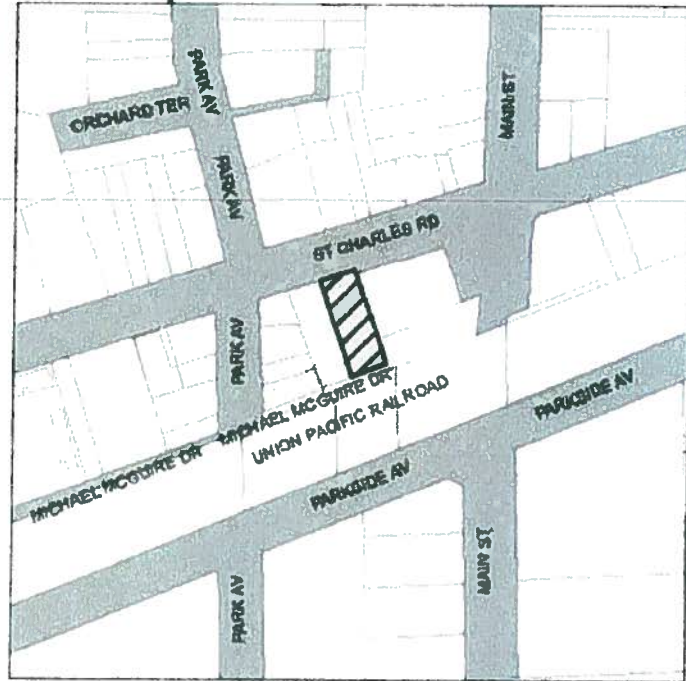 PARK AV
MAIN ST
ORCHARD TER
PARK AV
ST CHARLES RD
PARK AV
MICHAEL MCGUIRE DR
MICHAEL MCGUIRE DR
UNION PACIFIC RAILROAD
PARKSIDE AV
PARKSIDE AV
MAIN ST
PARK AV